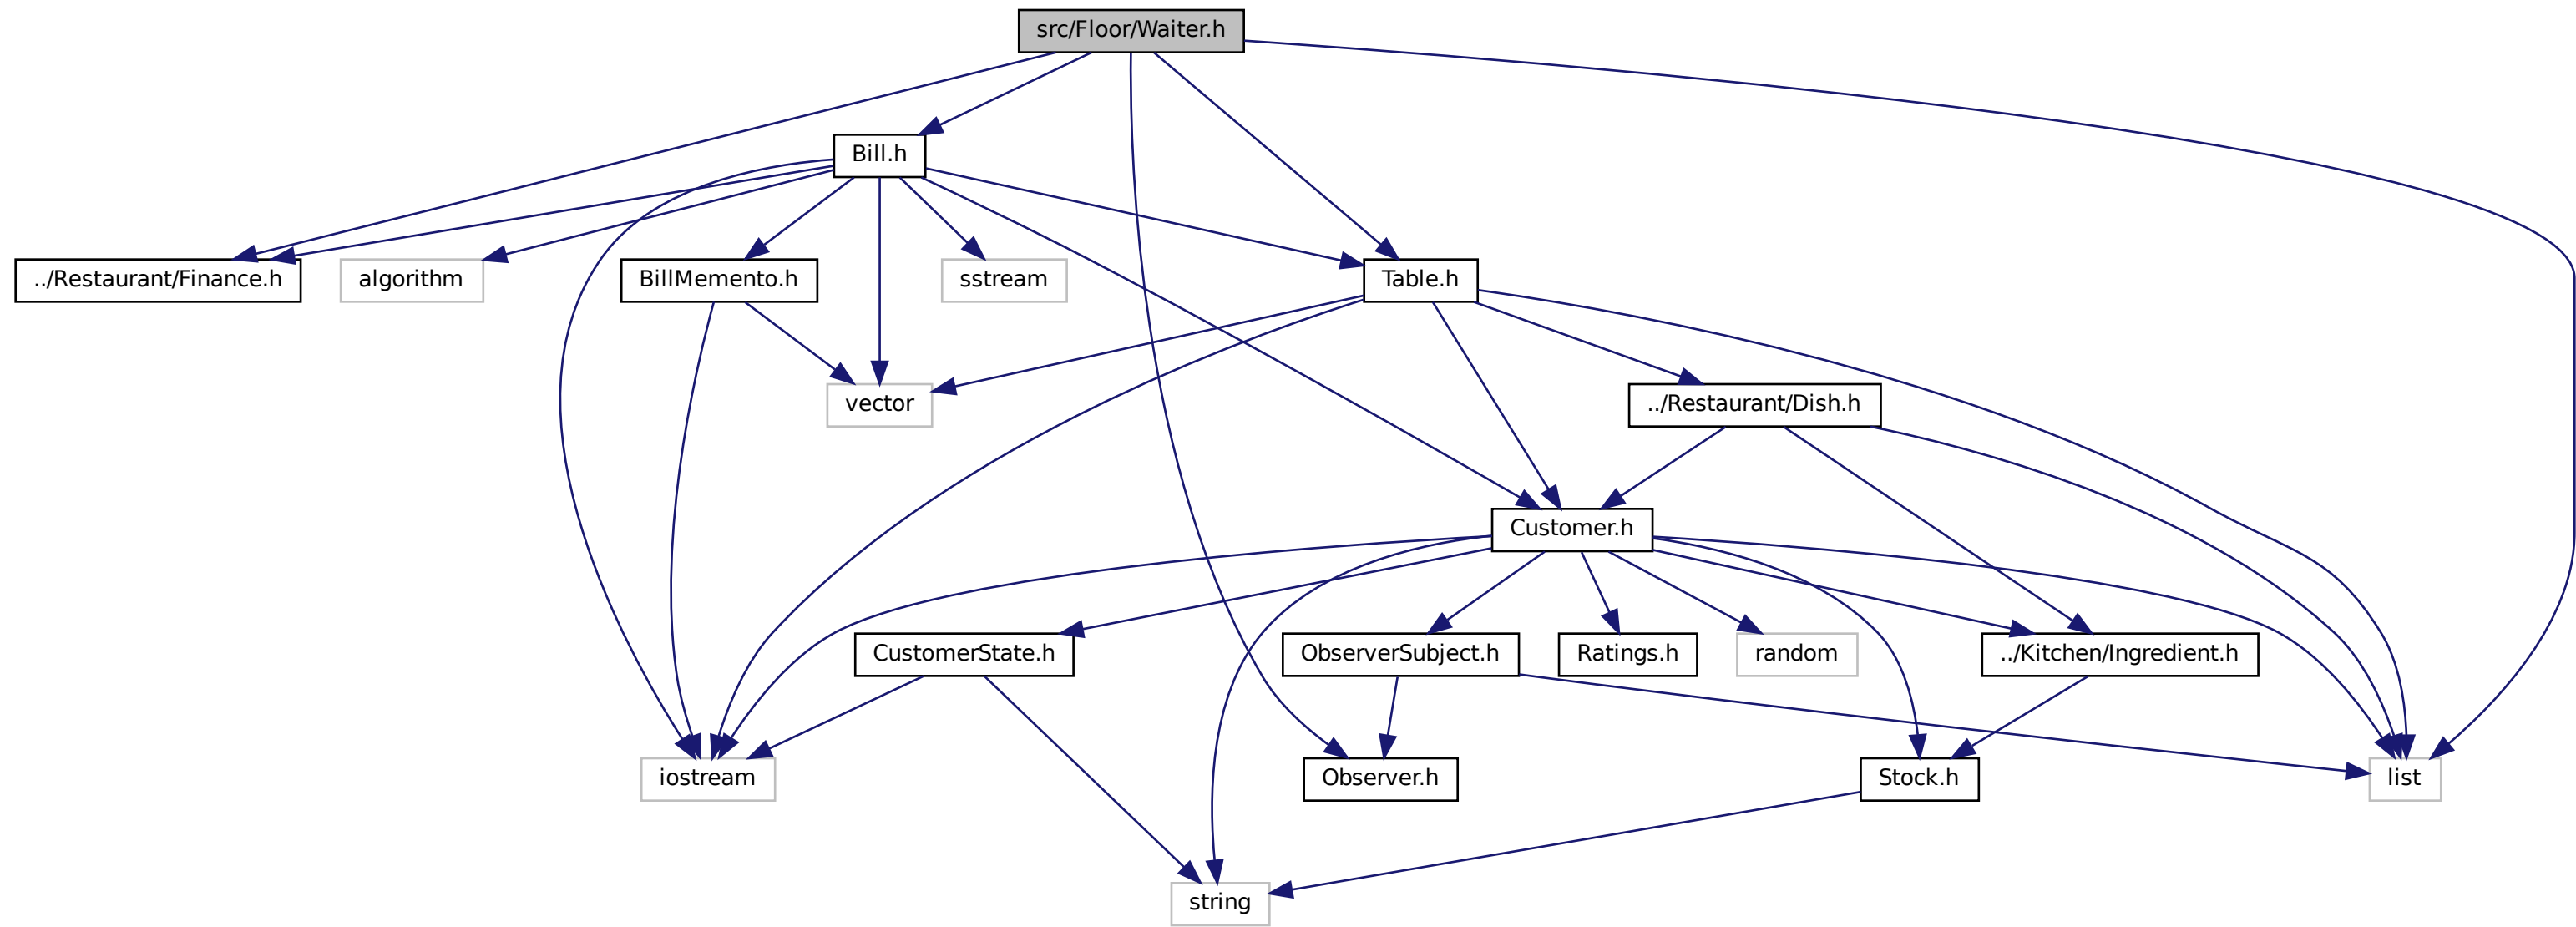 src/Floor/Waiter.h
Bill.h
../Restaurant/Finance.h
algorithm
BillMemento.h
sstream
Table.h
vector
../Restaurant/Dish.h
Customer.h
CustomerState.h
ObserverSubject.h
Ratings.h
random
../Kitchen/Ingredient.h
iostream
Observer.h
Stock.h
list
string